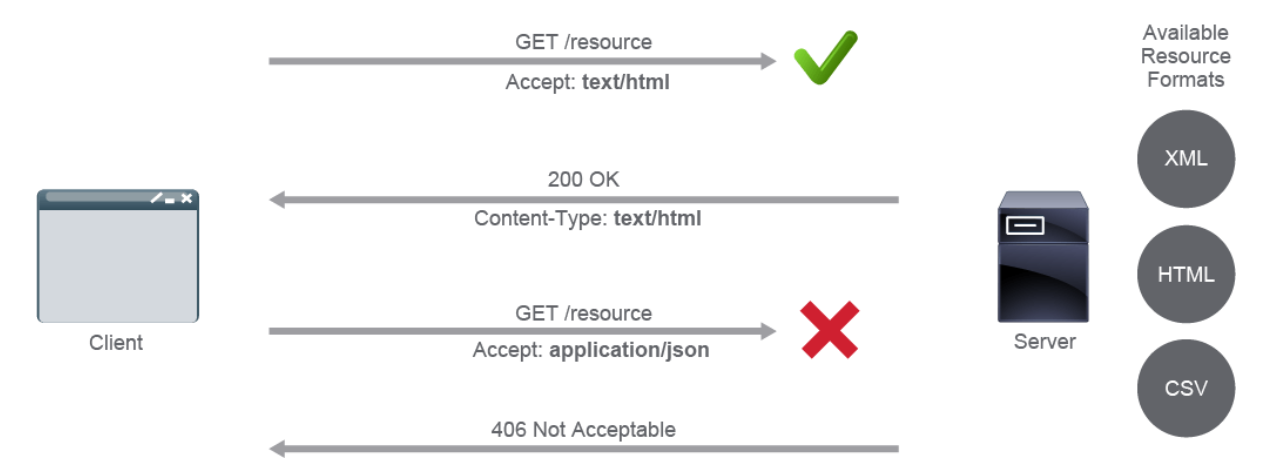 GET /resource
Accept: text/html
200 OK
Content-Type: text/html
GET /resource
Accept: application/json
406 Not Acceptable
Client
Server
Available
Resource
Formats
XML
HTML
CSV